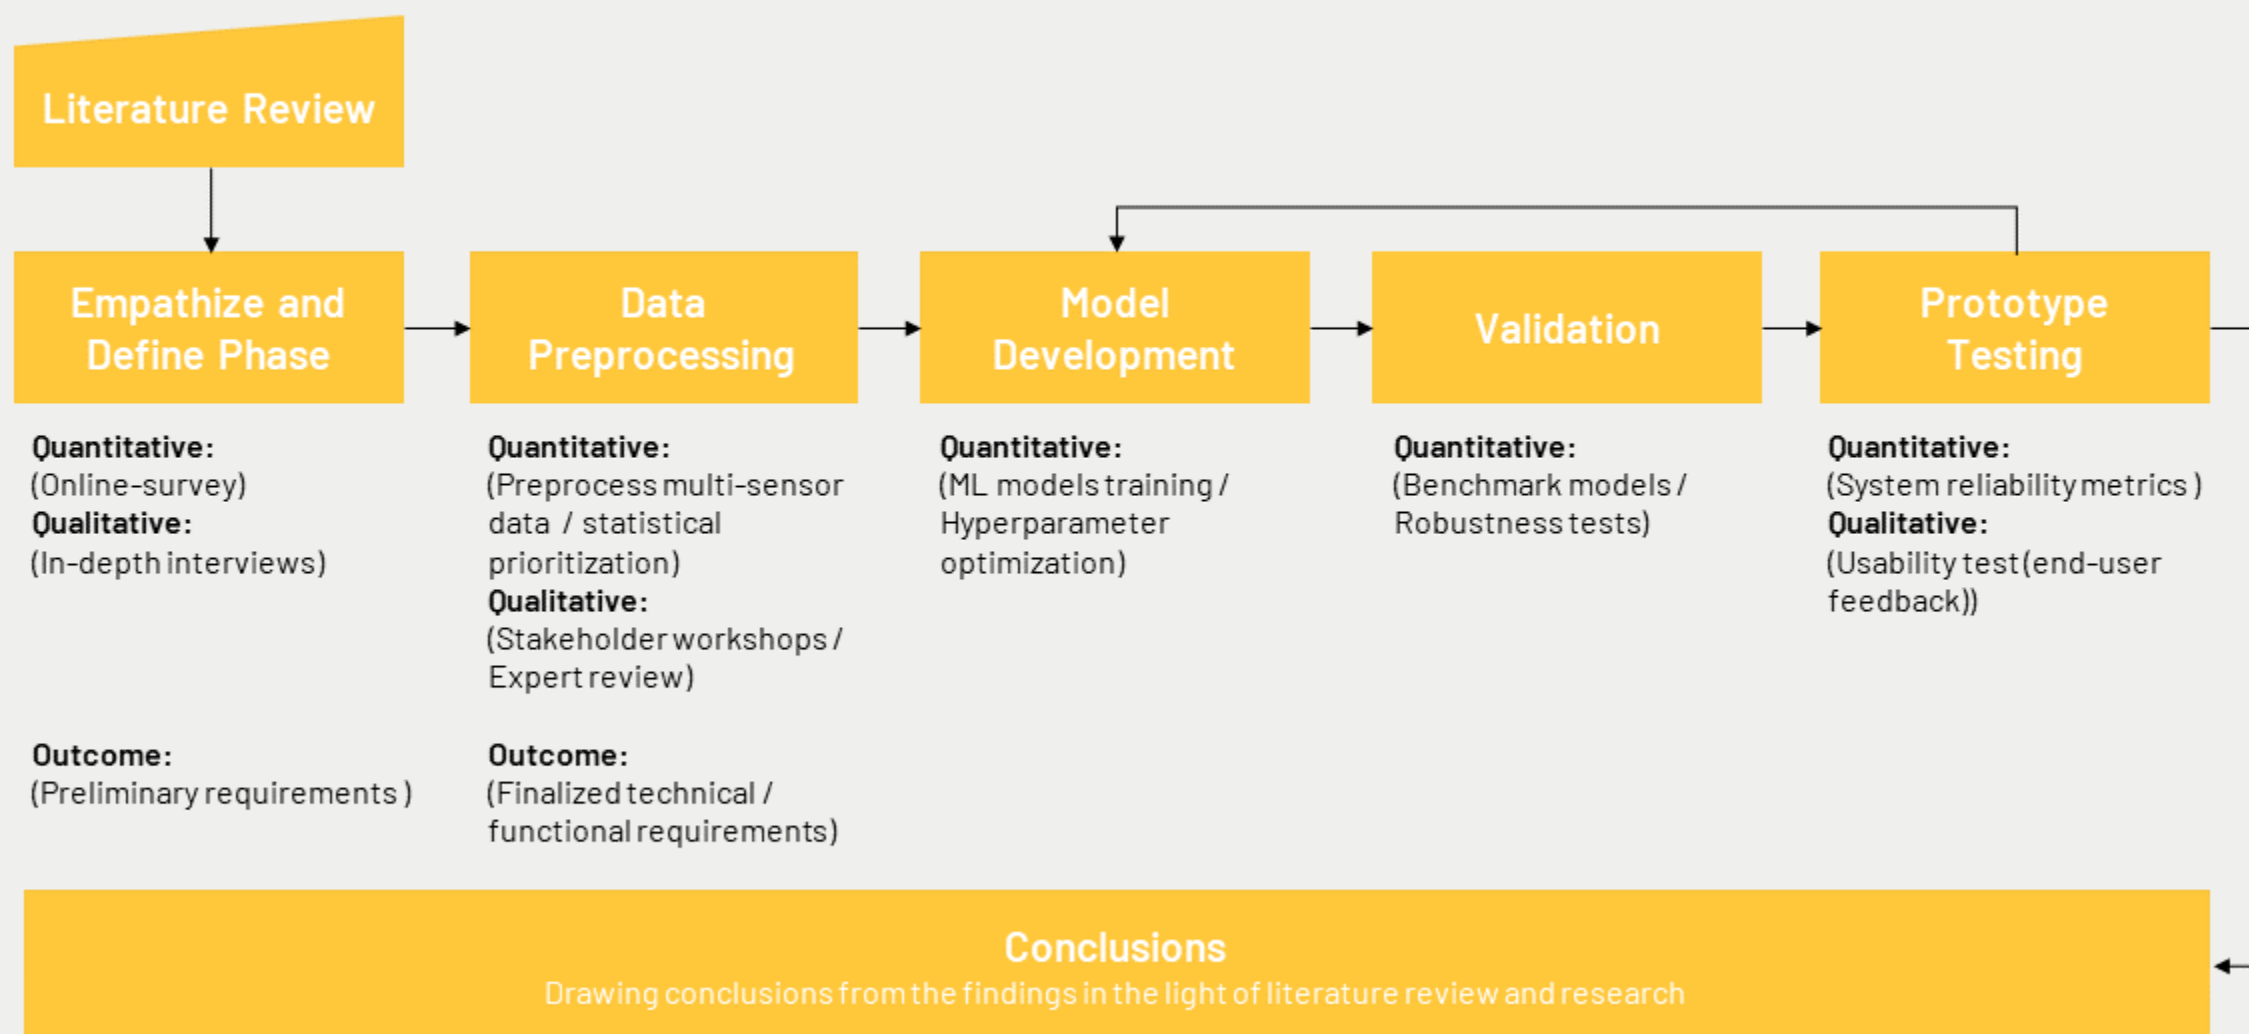 Literature Review
Empathize and
Define Phase
Data
Preprocessing
Model
Development
Validation
Prototype
Testing
Quantitative:
(Online-survey)
Qualitative:
(In-depth interviews)
Outcome:
(Preliminary requirements )
Quantitative:
(Preprocess multi-sensor
data / statistical
prioritization)
Qualitative:
(Stakeholder workshops /
Expert review)
Outcome:
(Finalized technical /
functional requirements)
Quantitative:
(ML models training /
Hyperparameter
optimization)
Quantitative:
(Benchmark models /
Robustness tests)
Quantitative:
(System reliability metrics )
Qualitative:
(Usability test (end-user
feedback))
Conclusions
Drawing conclusions from the findings in the light of literature review and research